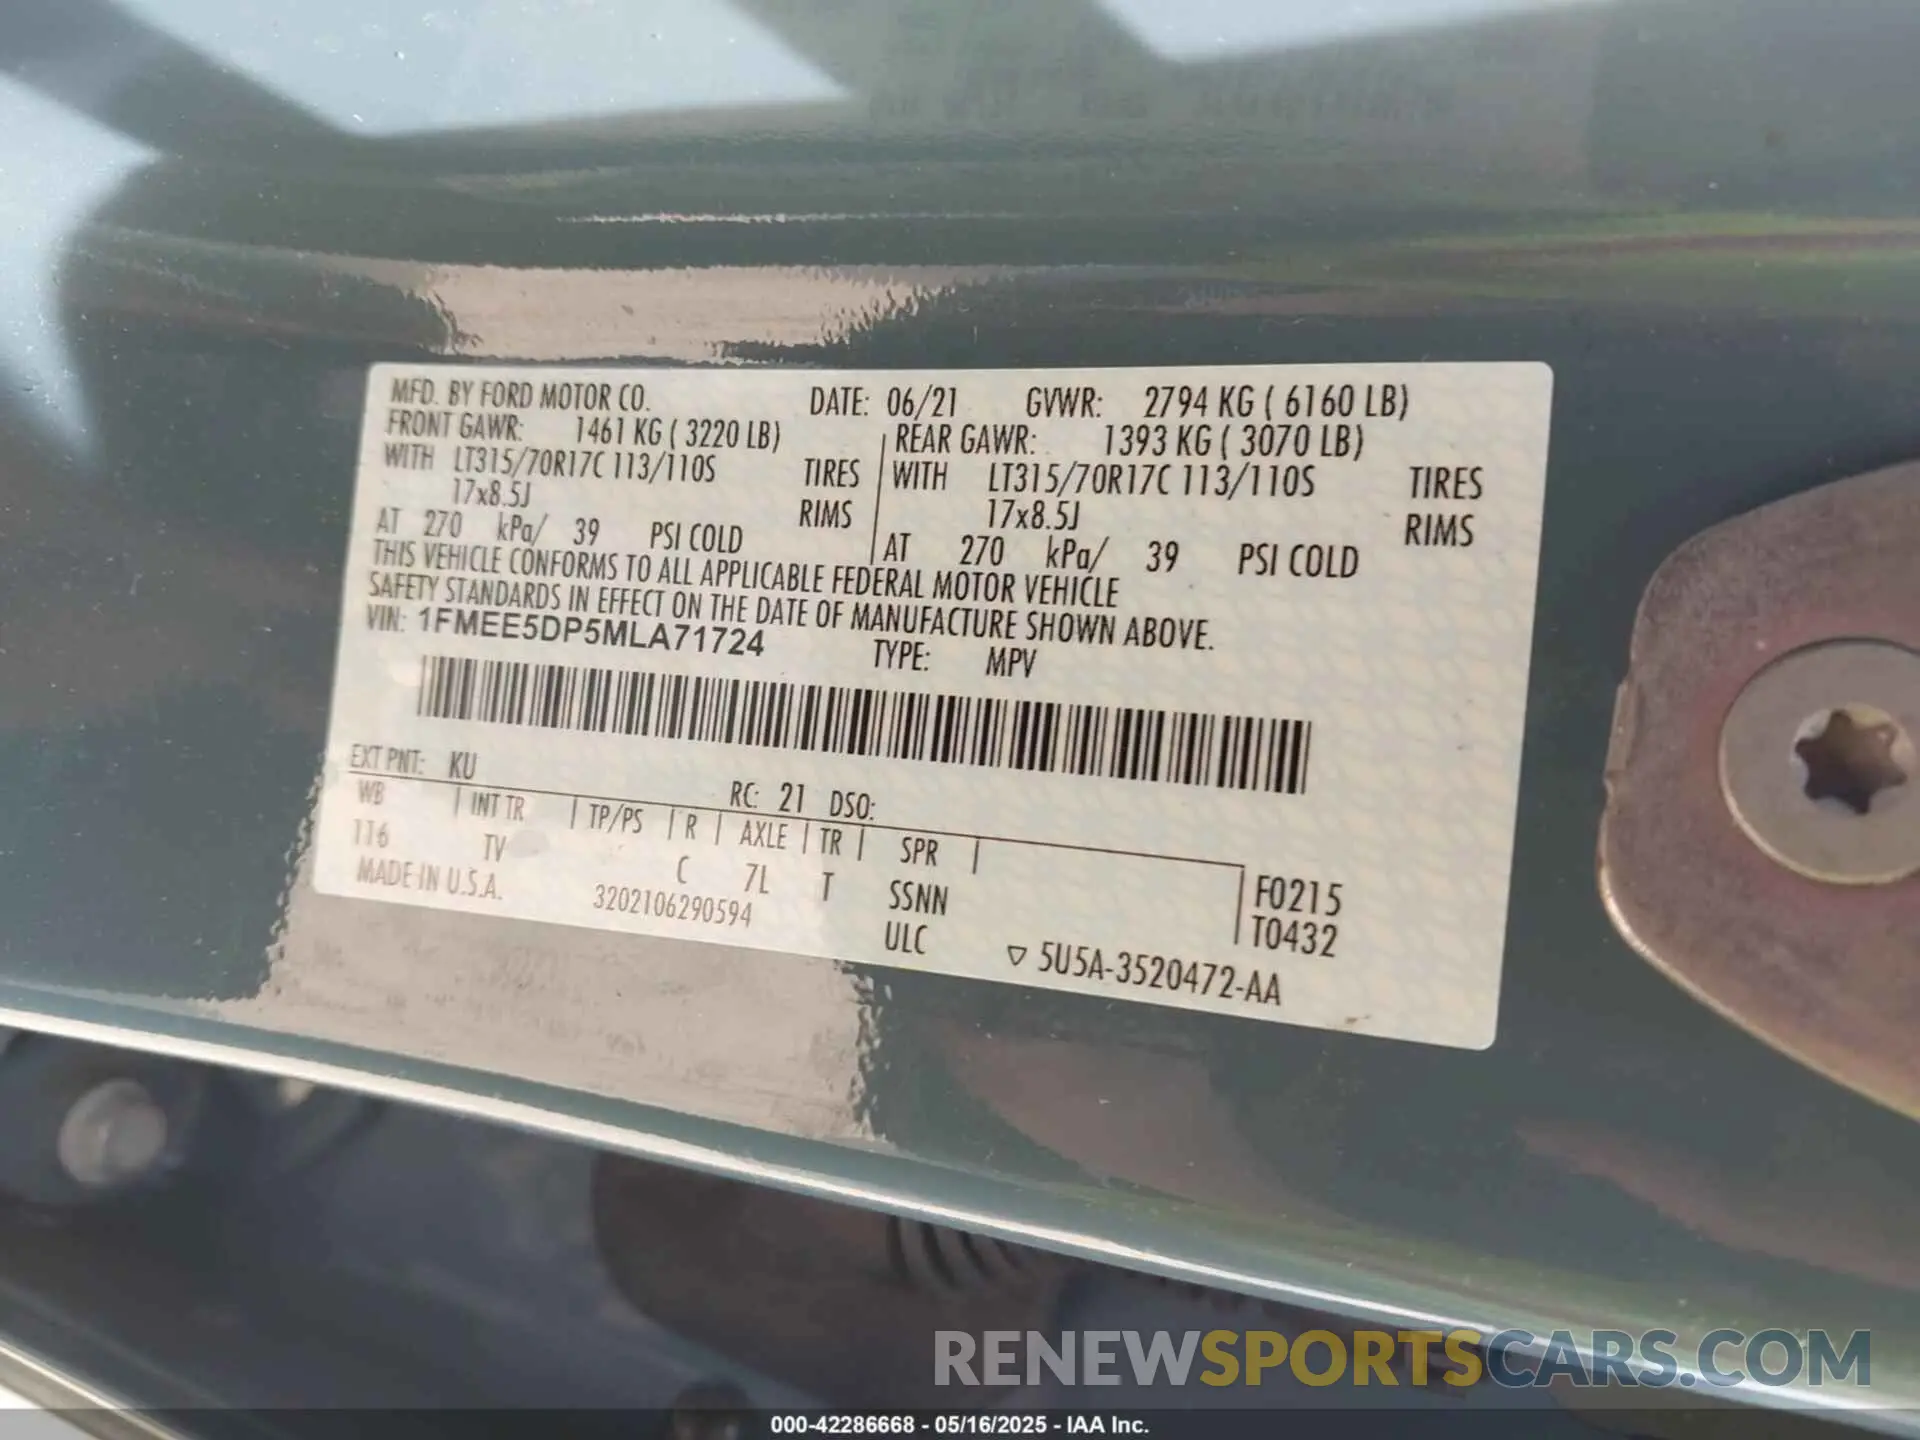 MFD. BY FORD MOTOR CO. DATE: 06/21 GVWR: 2794 KG ( 6160 LB)
FRONT GAWR: 1461 KG ( 3220 LB) REAR GAWR: 1393 KG ( 3070 LB)
WITH LT315/70R17C 113/110S TIRES WITH LT315/70R17C 113/110S TIRES
17x8.5J RIMS 17x8.5J RIMS
AT 270 kPa/ 39 PSI COLD AT 270 kPa/ 39 PSI COLD
THIS VEHICLE CONFORMS TO ALL APPLICABLE FEDERAL MOTOR VEHICLE
SAFETY STANDARDS IN EFFECT ON THE DATE OF MANUFACTURE SHOWN ABOVE.
VIN: 1FMEE5DP5MLA71724 TYPE: MPV
EXT PNT: KU RC: 21 DSO:
WB INT TR TP/PS R AXLE TR SPR
116 TV C 7L T SSNN F0215
MADE IN U.S.A. 3202106290594 ULC T0432
▽ 5U5A-3520472-AA
RENEWSPORTSCARS.COM
000-42286668 - 05/16/2025 - IAA Inc.